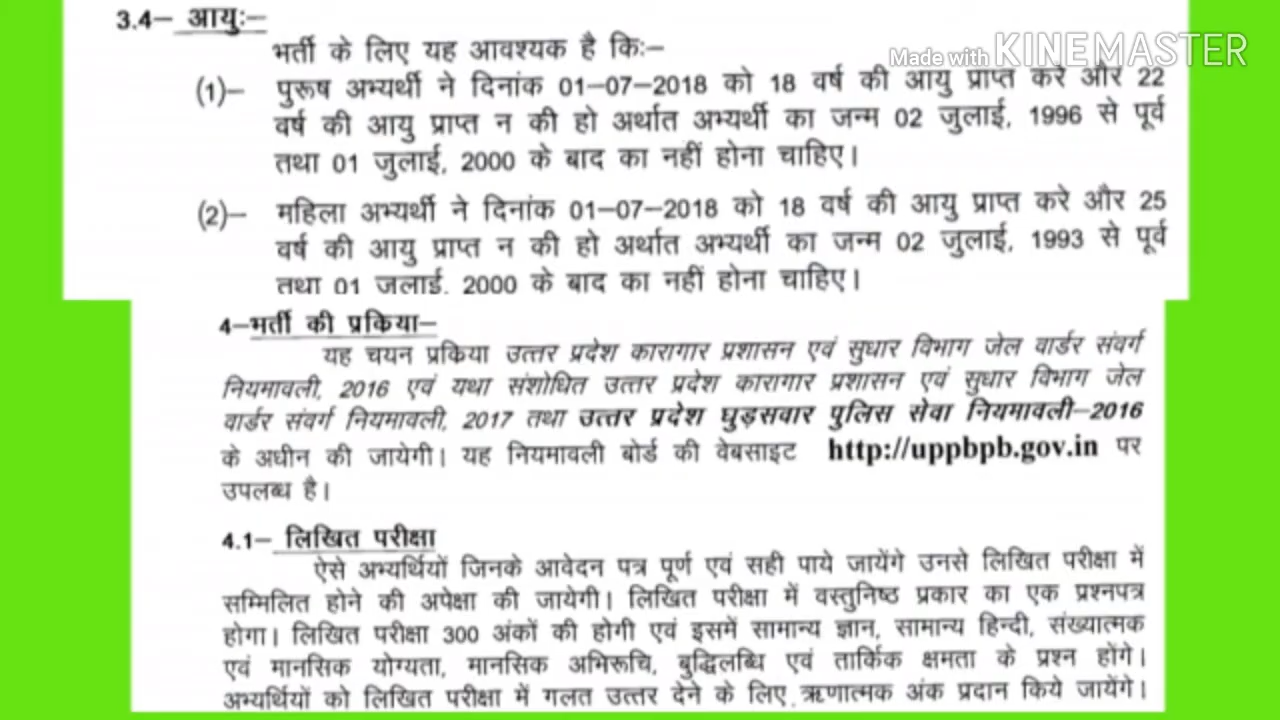 3.4– आयुः–
Made with KINEMASTER
भर्ती के लिए यह आवश्यक है किः–
(1)– पुरूष अभ्यर्थी ने दिनांक 01–07–2018 को 18 वर्ष की आयु प्राप्त करे और 22
वर्ष की आयु प्राप्त न की हो अर्थात अभ्यर्थी का जन्म 02 जुलाई, 1996 से पूर्व
तथा 01 जुलाई, 2000 के बाद का नहीं होना चाहिए।
(2)– महिला अभ्यर्थी ने दिनांक 01–07–2018 को 18 वर्ष की आयु प्राप्त करे और 25
वर्ष की आयु प्राप्त न की हो अर्थात अभ्यर्थी का जन्म 02 जुलाई, 1993 से पूर्व
तथा 01 जुलाई, 2000 के बाद का नहीं होना चाहिए।
4–भर्ती की प्रकिया–
यह चयन प्रकिया उत्तर प्रदेश कारागार प्रशासन एवं सुधार विभाग जेल वार्डर संवर्ग
नियमावली, 2016 एवं यथा संशोधित उत्तर प्रदेश कारागार प्रशासन एवं सुधार विभाग जेल
वार्डर संवर्ग नियमावली, 2017 तथा उत्तर प्रदेश घुड़सवार पुलिस सेवा नियमावली–2016
के अधीन की जायेगी। यह नियमावली बोर्ड की वेबसाइट http://uppbpb.gov.in पर
उपलब्ध है।
4.1– लिखित परीक्षा
ऐसे अभ्यर्थियों जिनके आवेदन पत्र पूर्ण एवं सही पाये जायेंगे उनसे लिखित परीक्षा में
सम्मिलित होने की अपेक्षा की जायेगी। लिखित परीक्षा में वस्तुनिष्ठ प्रकार का एक प्रश्नपत्र
होगा। लिखित परीक्षा 300 अंकों की होगी एवं इसमें सामान्य ज्ञान, सामान्य हिन्दी, संख्यात्मक
एवं मानसिक योग्यता, मानसिक अभिरूचि, बुद्धिलब्धि एवं तार्किक क्षमता के प्रश्न होंगे।
अभ्यर्थियों को लिखित परीक्षा में गलत उत्तर देने के लिए ऋणात्मक अंक प्रदान किये जायेंगे।